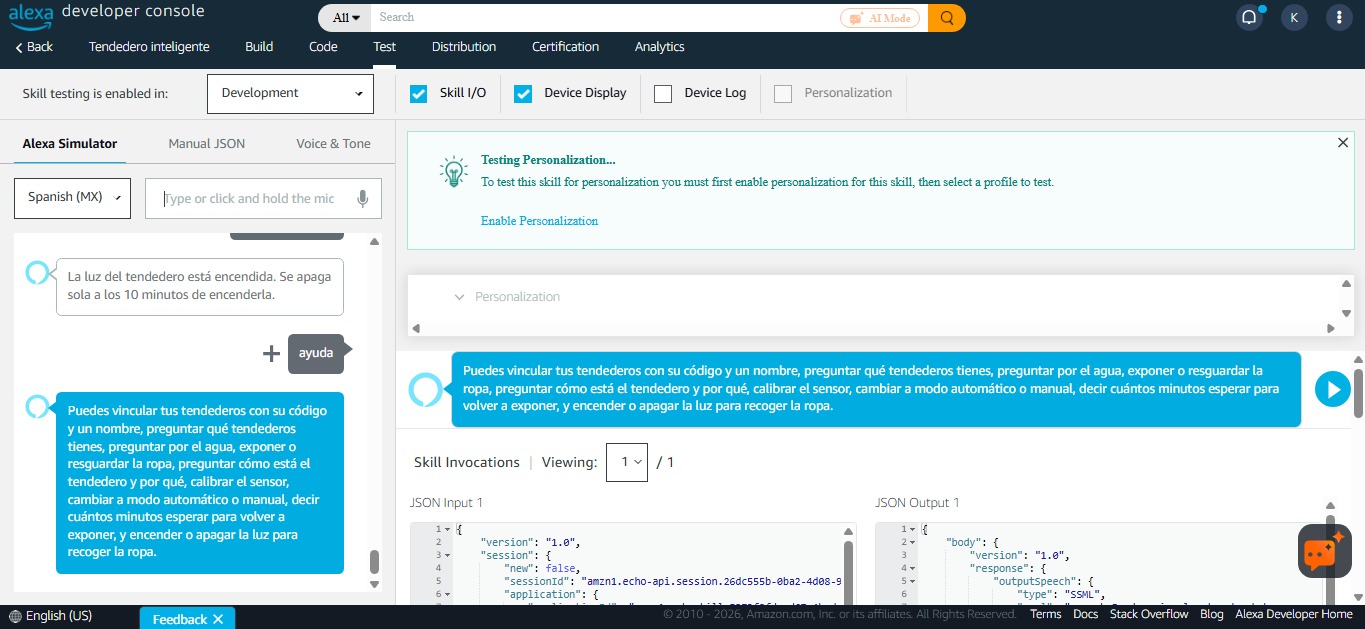 alexa developer console
All
Search
AI Mode
K
Back
Tendedero inteligente
Build
Code
Test
Distribution
Certification
Analytics
Skill testing is enabled in:
Development
Skill I/O
Device Display
Device Log
Personalization
Alexa Simulator
Manual JSON
Voice & Tone
Spanish (MX)
Type or click and hold the mic
La luz del tendedero está encendida. Se apaga
sola a los 10 minutos de encenderla.
ayuda
Puedes vincular tus tendederos con su código
y un nombre, preguntar qué tendederos
tienes, preguntar por el agua, exponer o
resguardar la ropa, preguntar cómo está el
tendedero y por qué, calibrar el sensor,
cambiar a modo automático o manual, decir
cuántos minutos esperar para volver a
exponer, y encender o apagar la luz para
recoger la ropa.
Testing Personalization...
To test this skill for personalization you must first enable personalization for this skill, then select a profile to test.
Enable Personalization
Personalization
Puedes vincular tus tendederos con su código y un nombre, preguntar qué tendederos tienes, preguntar por el agua, exponer o resguardar la
ropa, preguntar cómo está el tendedero y por qué, calibrar el sensor, cambiar a modo automático o manual, decir cuántos minutos esperar para
volver a exponer, y encender o apagar la luz para recoger la ropa.
Skill Invocations | Viewing: 1 / 1
JSON Input 1
1 {
2 "version": "1.0",
3 "session": {
4 "new": false,
5 "sessionId": "amzn1.echo-api.session.26dc555b-0ba2-4d08-9
6 "application": {
JSON Output 1
1 {
2 "body": {
3 "version": "1.0",
4 "response": {
5 "outputSpeech": {
6 "type": "SSML",
English (US)
Feedback
© 2010 - 2026, Amazon.com, Inc. or its affiliates. All Rights Reserved.
Terms
Docs
Stack Overflow
Blog
Alexa Developer Home